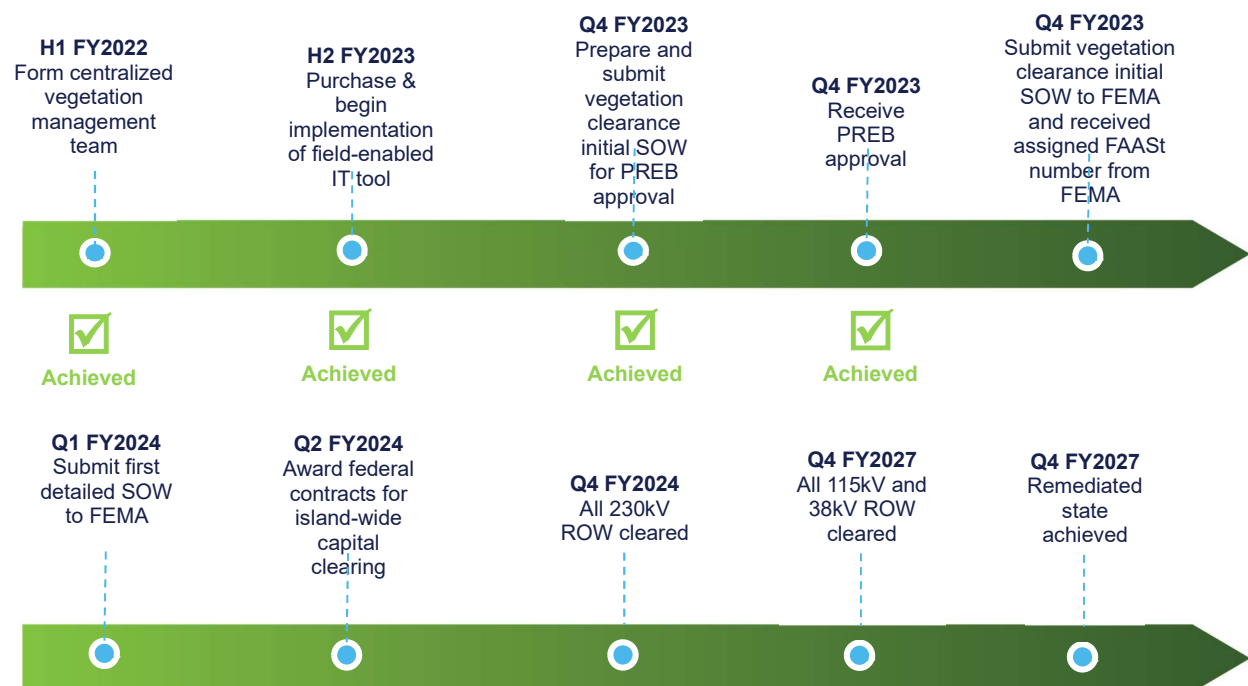 H1 FY2022
Form centralized
vegetation
management
team
H2 FY2023
Purchase &
begin
implementation
of field-enabled
IT tool
Q4 FY2023
Prepare and
submit
vegetation
clearance
initial SOW
for PREB
approval
Q4 FY2023
Receive
PREB
approval
Q4 FY2023
Submit vegetation
clearance initial
SOW to FEMA
and received
assigned FAASt
number from
FEMA
Achieved
Achieved
Achieved
Achieved
Q1 FY2024
Submit first
detailed SOW
to FEMA
Q2 FY2024
Award federal
contracts for
island-wide
capital
clearing
Q4 FY2024
All 230kV
ROW cleared
Q4 FY2027
All 115kV and
38kV ROW
cleared
Q4 FY2027
Remediated
state
achieved